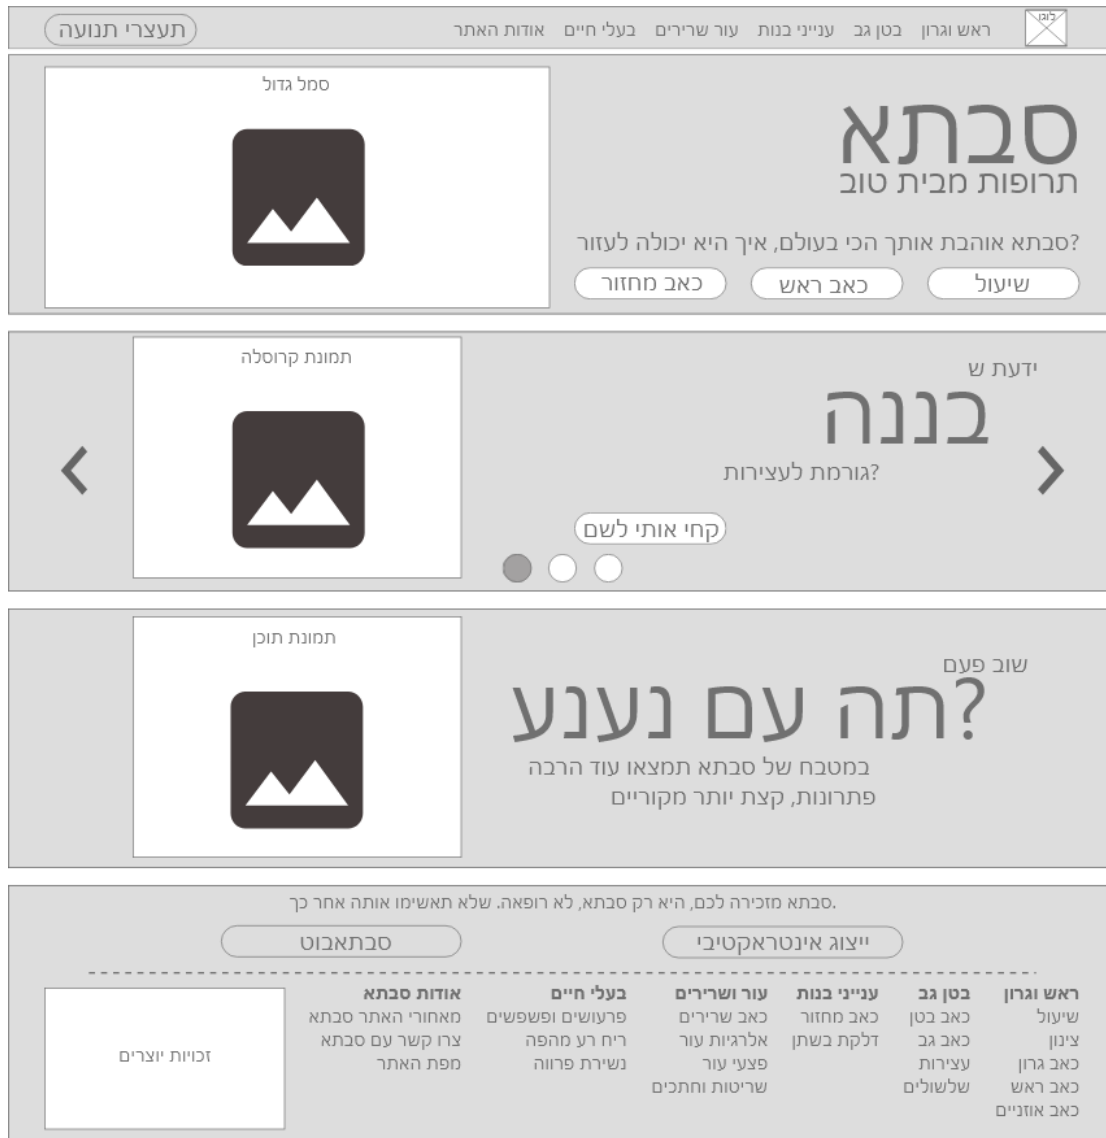 לוגו
ראש וגרון בטן גב ענייני בנות עור שרירים בעלי חיים אודות האתר
תעצרי תנועה
סבתא
תרופות מבית טוב
סבתא אוהבת אותך הכי בעולם, איך היא יכולה לעזור?
שיעול
כאב ראש
כאב מחזור
סמל גדול
ידעת ש
בננה
גורמת לעצירות?
קחי אותי לשם
תמונת קרוסלה
שוב פעם
תה עם נענע?
במטבח של סבתא תמצאו עוד הרבה
פתרונות, קצת יותר מקוריים
תמונת תוכן
סבתא מזכירה לכם, היא רק סבתא, לא רופאה. שלא תאשימו אותה אחר כך.
ייצוג אינטראקטיבי
סבתאבוט
ראש וגרון
שיעול
צינון
כאב גרון
כאב ראש
כאב אוזניים
בטן גב
כאב בטן
כאב גב
עצירות
שלשולים
ענייני בנות
כאב מחזור
דלקת בשתן
עור ושרירים
כאב שרירים
אלרגיות עור
פצעי עור
שריטות וחתכים
בעלי חיים
פרעושים ופשפשים
ריח רע מהפה
נשירת פרווה
אודות סבתא
מאחורי האתר סבתא
צרו קשר עם סבתא
מפת האתר
זכויות יוצרים